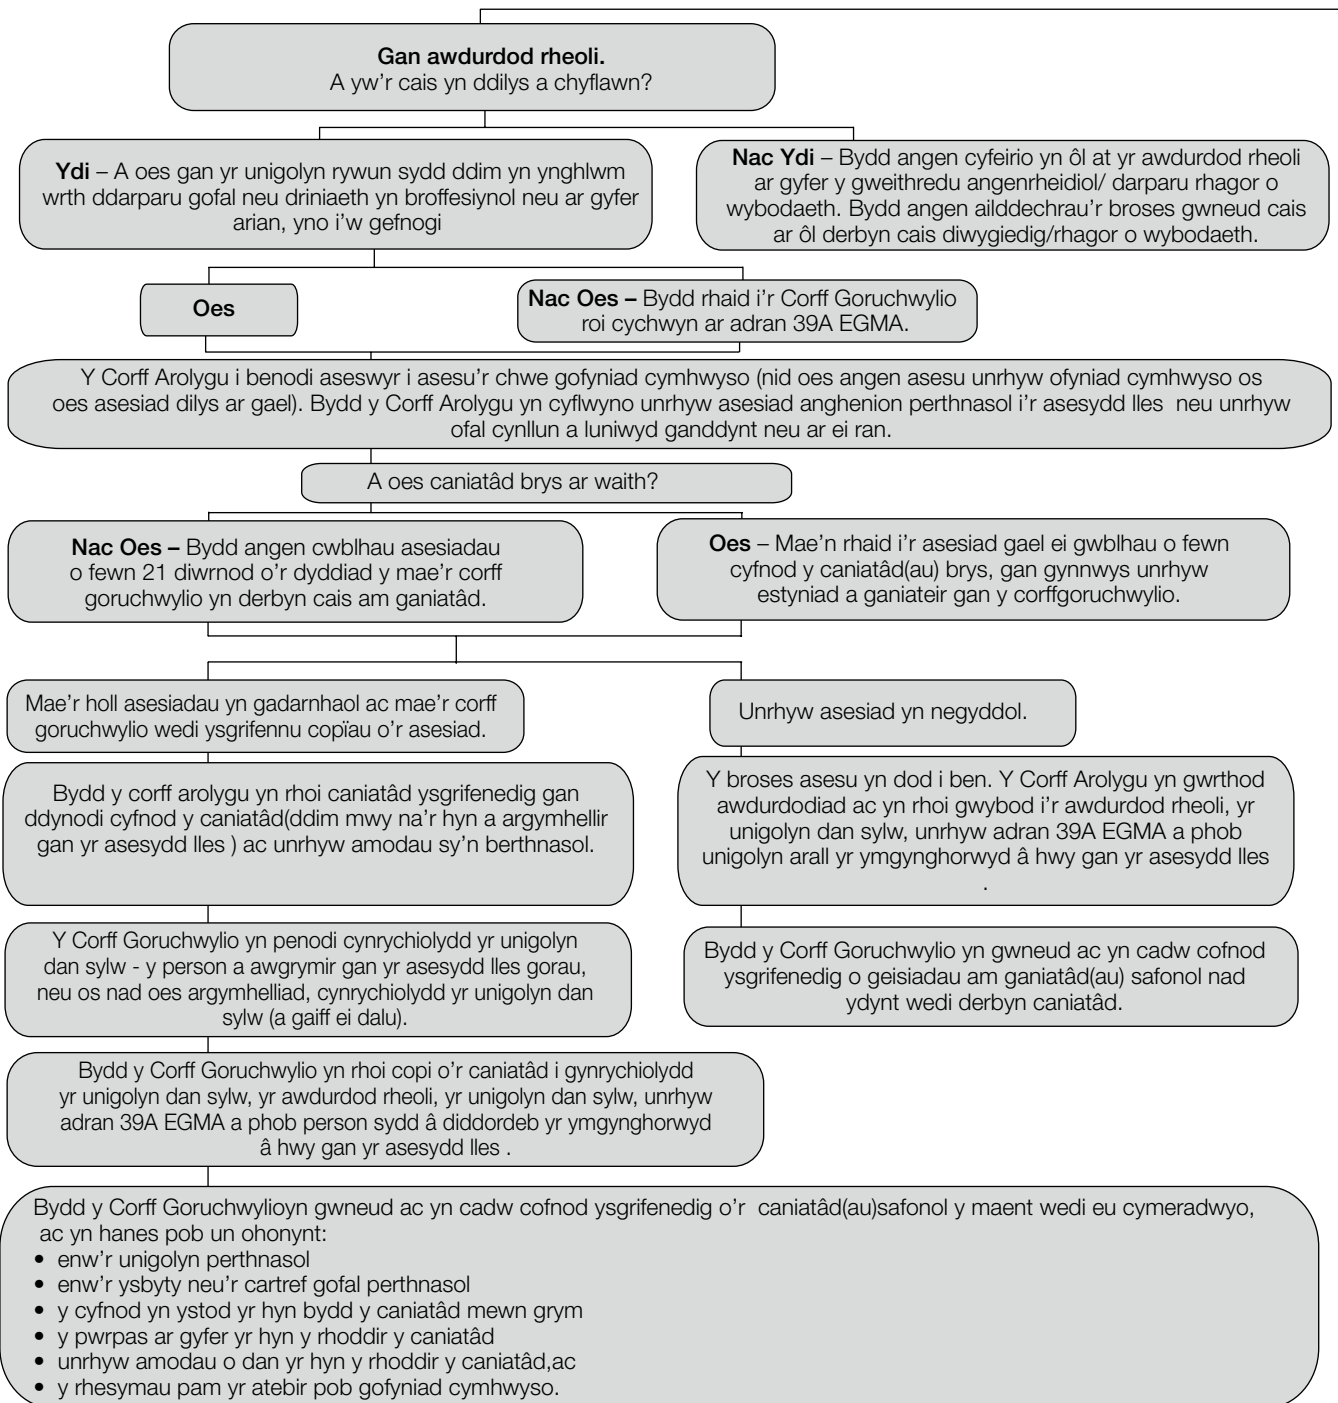 Gan awdurdod rheoli.
A yw'r cais yn ddilys a chyflawn?
Ydi – A oes gan yr unigolyn rywun sydd ddim yn ynghlwm
wrth ddarparu gofal neu driniaeth yn broffesiynol neu ar gyfer
arian, yno i'w gefnogi
Nac Ydi – Bydd angen cyfeirio yn ôl at yr awdurdod rheoli
ar gyfer y gweithredu angenrheidiol/ darparu rhagor o
wybodaeth. Bydd angen ailddechrau'r broses gwneud cais
ar ôl derbyn cais diwygiedig/rhagor o wybodaeth.
Oes
Nac Oes – Bydd rhaid i'r Corff Goruchwylio
roi cychwyn ar adran 39A EGMA.
Y Corff Arolygu i benodi aseswyr i asesu'r chwe gofyniad cymhwyso (nid oes angen asesu unrhyw ofyniad cymhwyso os
oes asesiad dilys ar gael). Bydd y Corff Arolygu yn cyflwyno unrhyw asesiad anghenion perthnasol i'r asesydd lles neu unrhyw
ofal cynllun a luniwyd ganddynt neu ar ei ran.
A oes caniatâd brys ar waith?
Nac Oes – Bydd angen cwblhau asesiadau
o fewn 21 diwrnod o'r dyddiad y mae'r corff
goruchwylio yn derbyn cais am ganiatâd.
Oes – Mae'n rhaid i'r asesiad gael ei gwblhau o fewn
cyfnod y caniatâd(au) brys, gan gynnwys unrhyw
estyniad a ganiateir gan y corffgoruchwylio.
Mae'r holl asesiadau yn gadarnhaol ac mae'r corff
goruchwylio wedi ysgrifennu copïau o'r asesiad.
Unrhyw asesiad yn negyddol.
Bydd y corff arolygu yn rhoi caniatâd ysgrifenedig gan
ddynodi cyfnod y caniatâd(ddim mwy na'r hyn a argymhellir
gan yr asesydd lles ) ac unrhyw amodau sy'n berthnasol.
Y broses asesu yn dod i ben. Y Corff Arolygu yn gwrthod
awdurdodiad ac yn rhoi gwybod i'r awdurdod rheoli, yr
unigolyn dan sylw, unrhyw adran 39A EGMA a phob
unigolyn arall yr ymgynghorwyd â hwy gan yr asesydd lles
.
Y Corff Goruchwylio yn penodi cynrychiolydd yr unigolyn
dan sylw - y person a awgrymir gan yr asesydd lles gorau,
neu os nad oes argymhelliad, cynrychiolydd yr unigolyn dan
sylw (a gaiff ei dalu).
Bydd y Corff Goruchwylio yn gwneud ac yn cadw cofnod
ysgrifenedig o geisiadau am ganiatâd(au) safonol nad
ydynt wedi derbyn caniatâd.
Bydd y Corff Goruchwylio yn rhoi copi o'r caniatâd i gynrychiolydd
yr unigolyn dan sylw, yr awdurdod rheoli, yr unigolyn dan sylw, unrhyw
adran 39A EGMA a phob person sydd â diddordeb yr ymgynghorwyd
â hwy gan yr asesydd lles .
Bydd y Corff Goruchwylioyn gwneud ac yn cadw cofnod ysgrifenedig o'r caniatâd(au)safonol y maent wedi eu cymeradwyo,
ac yn hanes pob un ohonynt:
• enw'r unigolyn perthnasol
• enw'r ysbyty neu'r cartref gofal perthnasol
• y cyfnod yn ystod yr hyn bydd y caniatâd mewn grym
• y pwrpas ar gyfer yr hyn y rhoddir y caniatâd
• unrhyw amodau o dan yr hyn y rhoddir y caniatâd,ac
• y rhesymau pam yr atebir pob gofyniad cymhwyso.